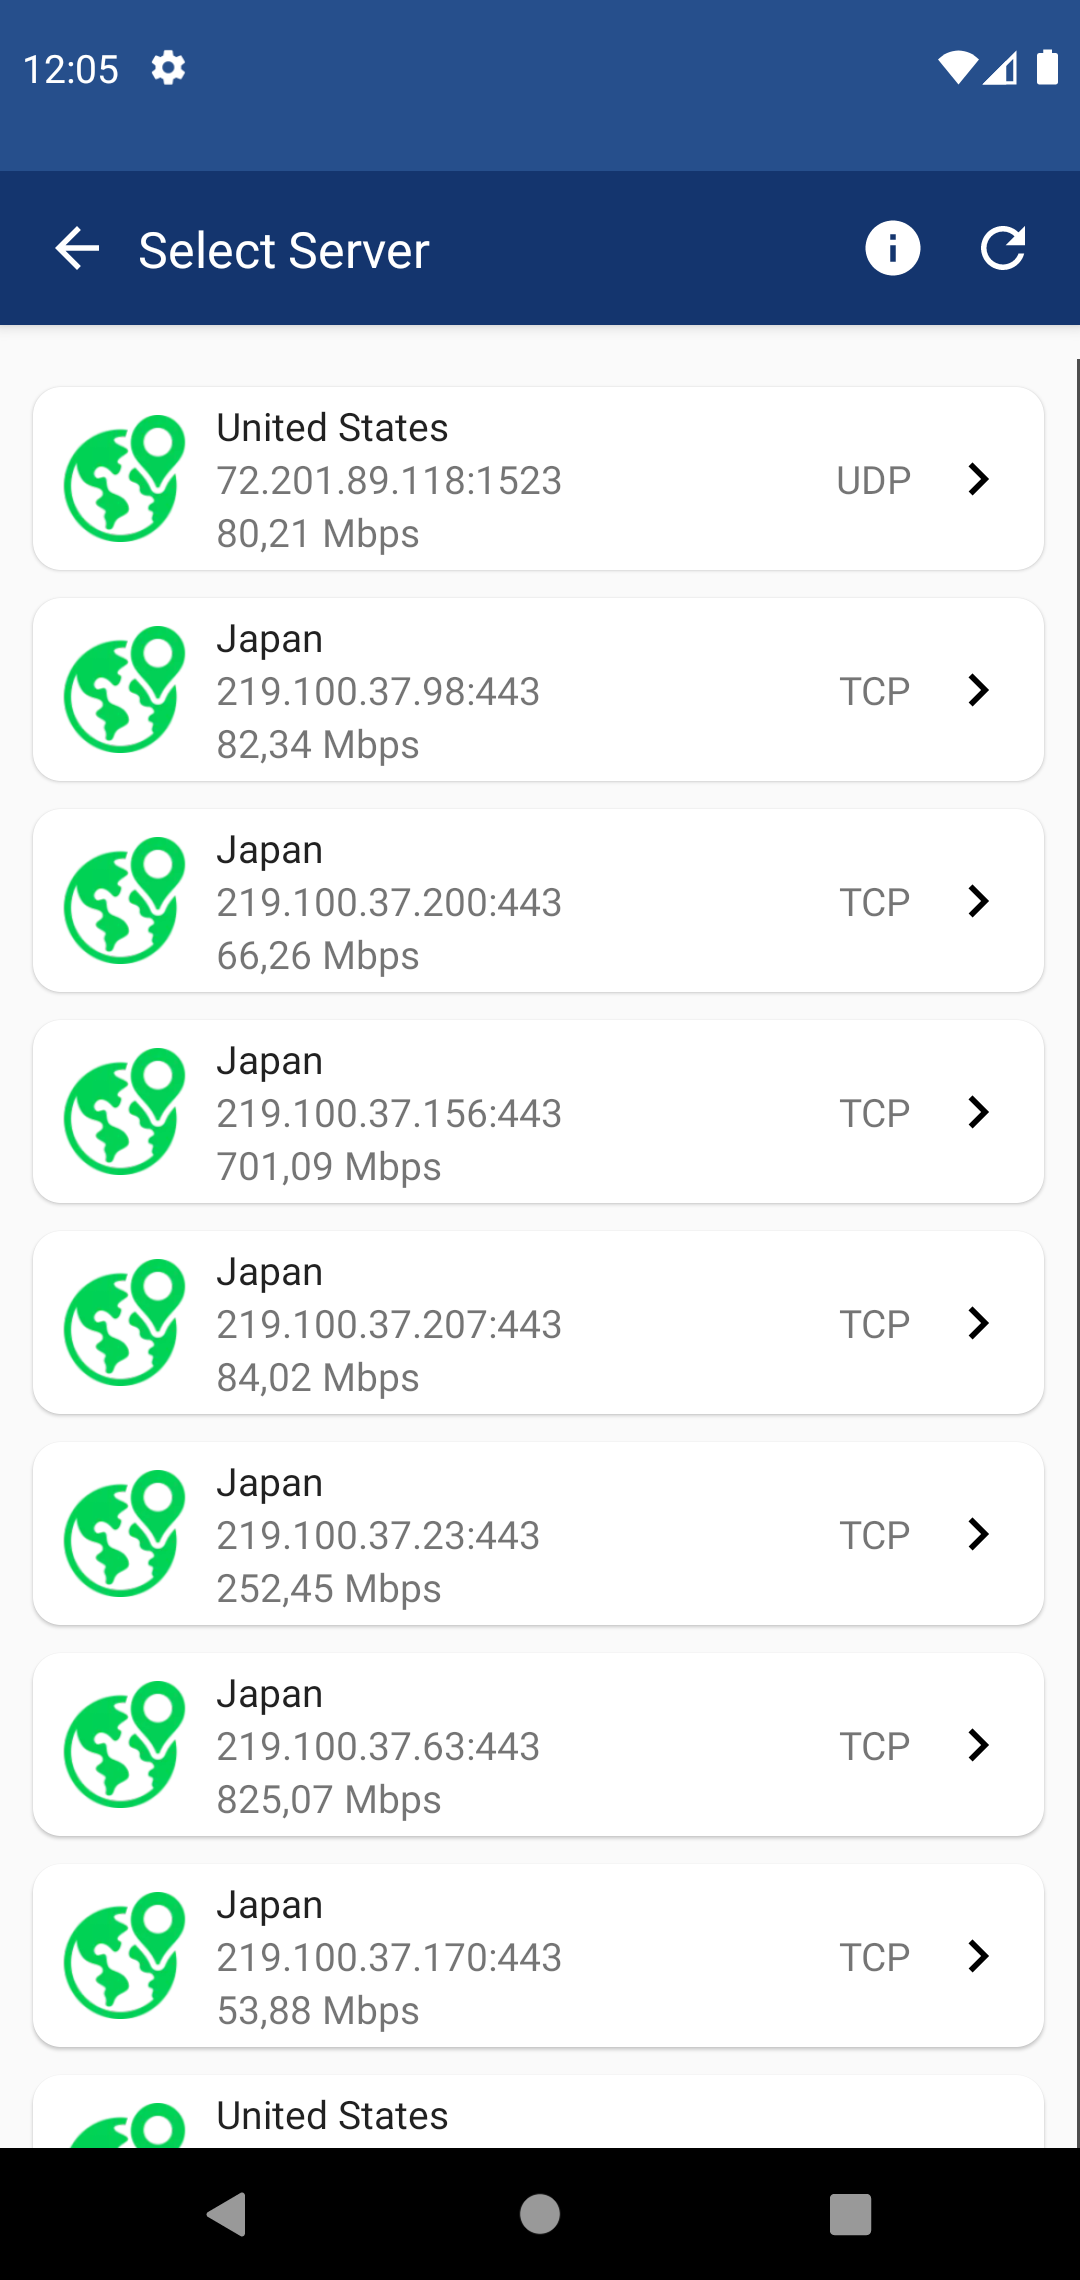 12:05
Select Server
United States
72.201.89.118:1523
UDP
80,21 Mbps
Japan
219.100.37.98:443
TCP
82,34 Mbps
Japan
219.100.37.200:443
TCP
66,26 Mbps
Japan
219.100.37.156:443
TCP
701,09 Mbps
Japan
219.100.37.207:443
TCP
84,02 Mbps
Japan
219.100.37.23:443
TCP
252,45 Mbps
Japan
219.100.37.63:443
TCP
825,07 Mbps
Japan
219.100.37.170:443
TCP
53,88 Mbps
United States